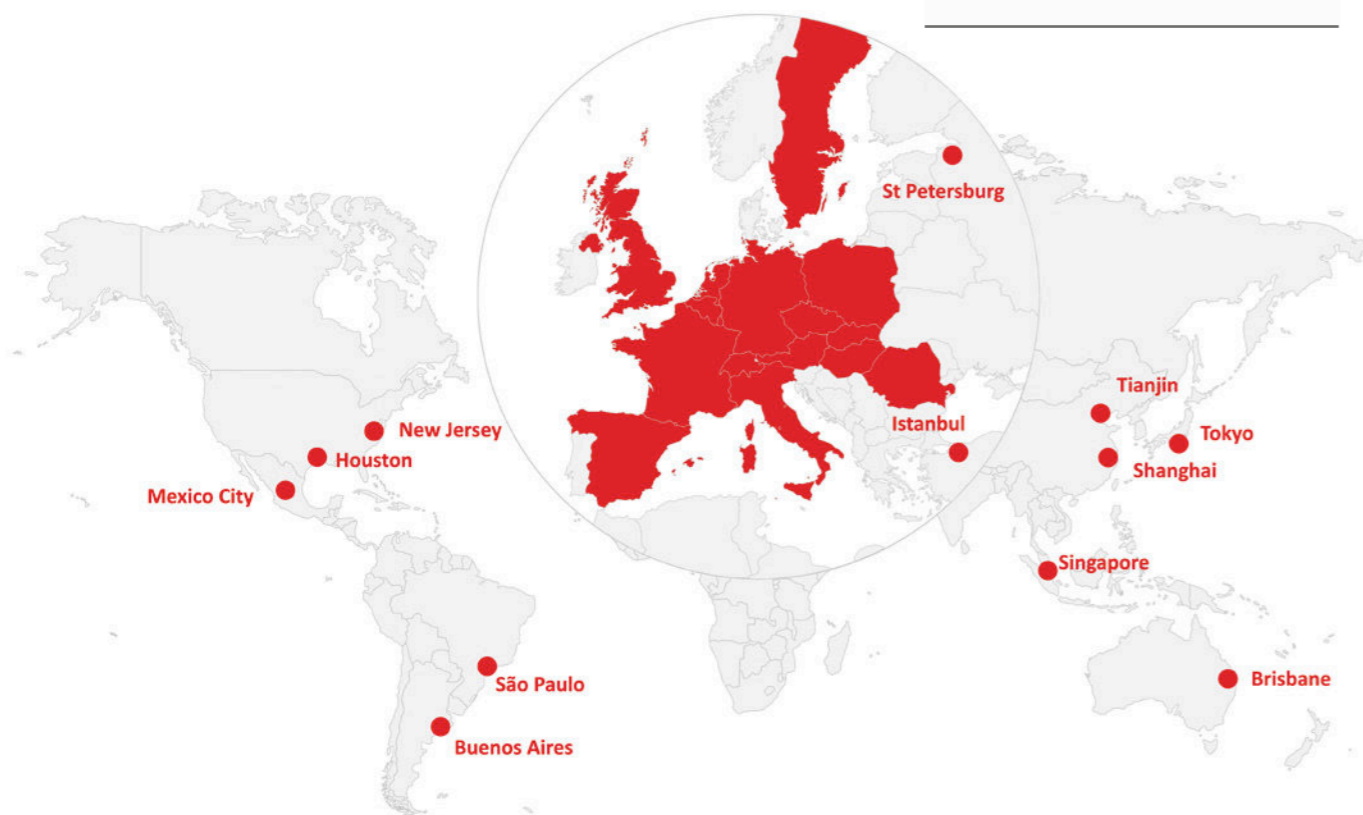 St Petersburg
Tianjin
Istanbul
New Jersey
Tokyo
Houston
Shanghai
Mexico City
Singapore
São Paulo
Brisbane
Buenos Aires